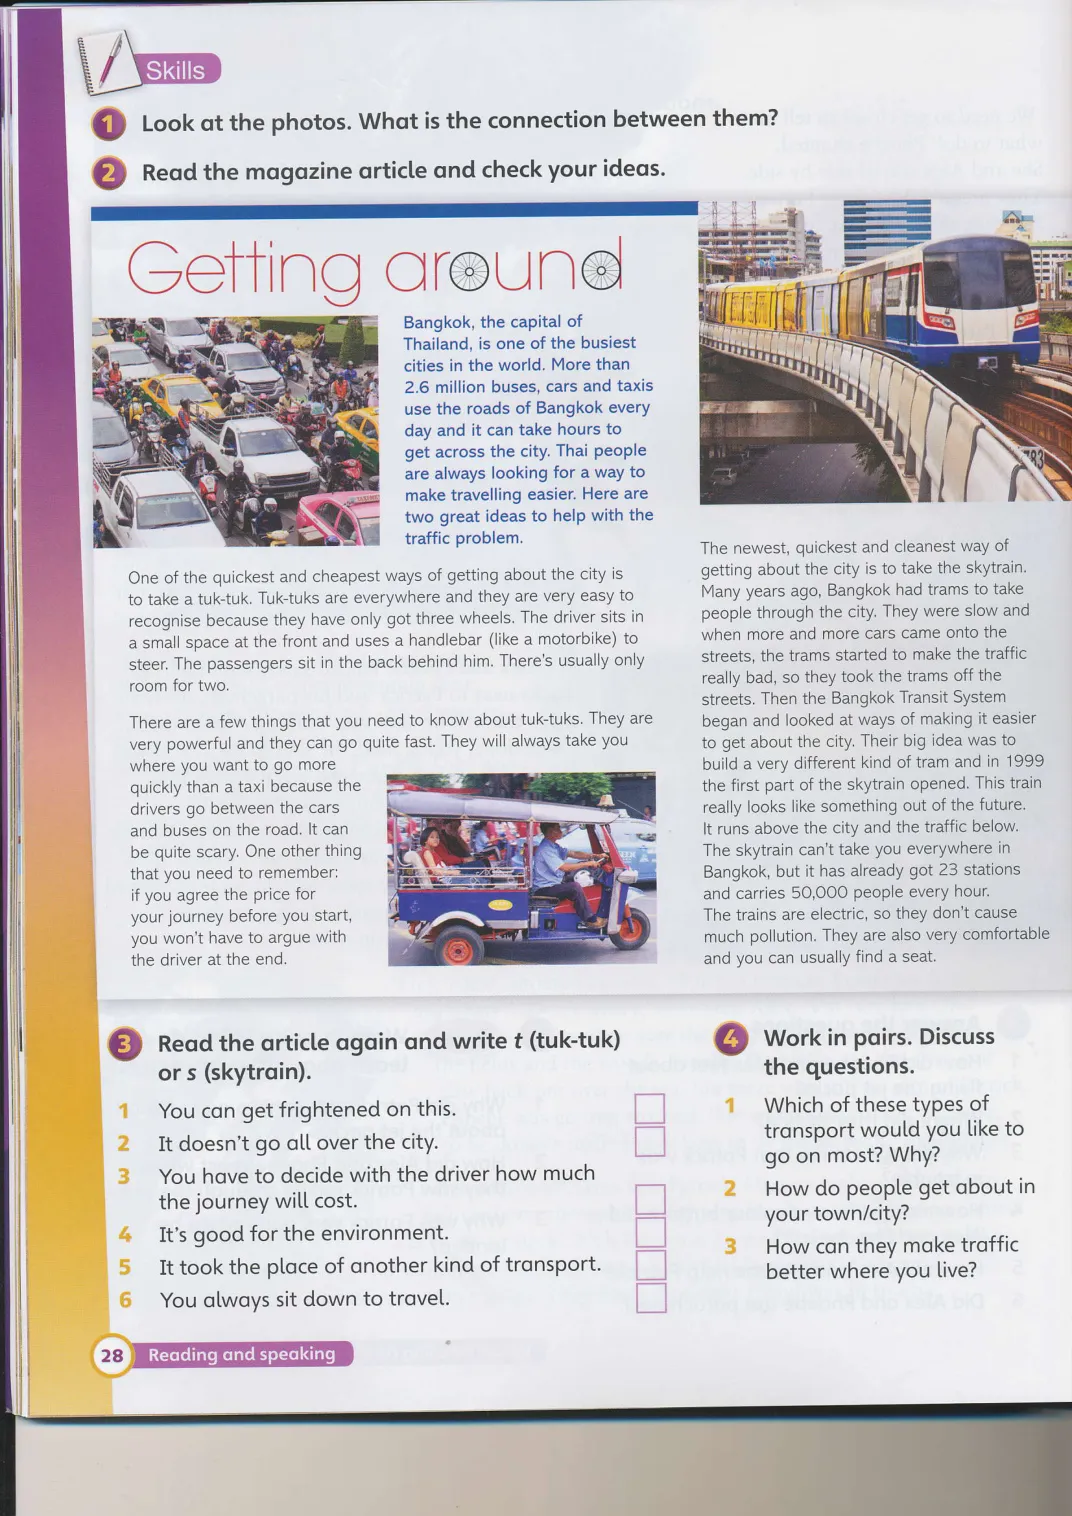 Skills
1 Look at the photos. What is the connection between them?
2 Read the magazine article and check your ideas.
Getting around
Bangkok, the capital of
Thailand, is one of the busiest
cities in the world. More than
2.6 million buses, cars and taxis
use the roads of Bangkok every
day and it can take hours to
get across the city. Thai people
are always looking for a way to
make travelling easier. Here are
two great ideas to help with the
traffic problem.
One of the quickest and cheapest ways of getting about the city is
to take a tuk-tuk. Tuk-tuks are everywhere and they are very easy to
recognise because they have only got three wheels. The driver sits in
a small space at the front and uses a handlebar (like a motorbike) to
steer. The passengers sit in the back behind him. There's usually only
room for two.
There are a few things that you need to know about tuk-tuks. They are
very powerful and they can go quite fast. They will always take you
where you want to go more
quickly than a taxi because the
drivers go between the cars
and buses on the road. It can
be quite scary. One other thing
that you need to remember:
if you agree the price for
your journey before you start,
you won't have to argue with
the driver at the end.
The newest, quickest and cleanest way of
getting about the city is to take the skytrain.
Many years ago, Bangkok had trams to take
people through the city. They were slow and
when more and more cars came onto the
streets, the trams started to make the traffic
really bad, so they took the trams off the
streets. Then the Bangkok Transit System
began and looked at ways of making it easier
to get about the city. Their big idea was to
build a very different kind of tram and in 1999
the first part of the skytrain opened. This train
really looks like something out of the future.
It runs above the city and the traffic below.
The skytrain can't take you everywhere in
Bangkok, but it has already got 23 stations
and carries 50,000 people every hour.
The trains are electric, so they don't cause
much pollution. They are also very comfortable
and you can usually find a seat.
3 Read the article again and write t (tuk-tuk)
or s (skytrain).
1 You can get frightened on this.
2 It doesn't go all over the city.
3 You have to decide with the driver how much
the journey will cost.
4 It's good for the environment.
5 It took the place of another kind of transport.
6 You always sit down to travel.
4 Work in pairs. Discuss
the questions.
1 Which of these types of
transport would you like to
go on most? Why?
2 How do people get about in
your town/city?
3 How can they make traffic
better where you live?
28 Reading and speaking